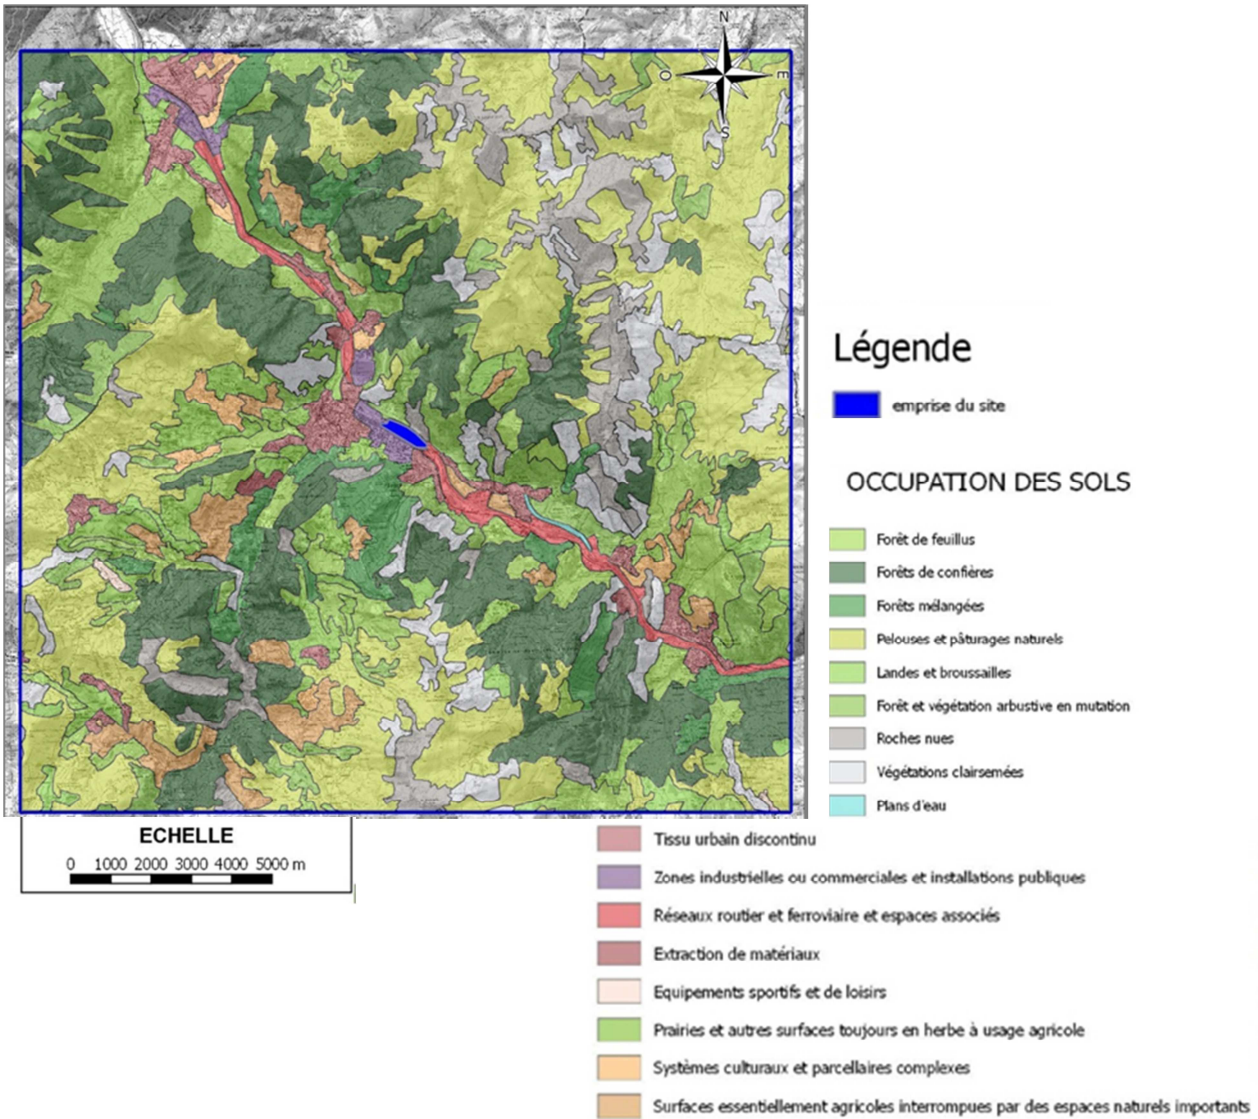 N
O
E
S
Légende
emprise du site
OCCUPATION DES SOLS
Forêt de feuillus
Forêts de confières
Forêts mélangées
Pelouses et pâturages naturels
Landes et broussailles
Forêt et végétation arbustive en mutation
Roches nues
Végétations clairsemées
Plans d'eau
ECHELLE
0 1000 2000 3000 4000 5000 m
Tissu urbain discontinu
Zones industrielles ou commerciales et installations publiques
Réseaux routier et ferroviaire et espaces associés
Extraction de matériaux
Equipements sportifs et de loisirs
Prairies et autres surfaces toujours en herbe à usage agricole
Systèmes culturaux et parcellaires complexes
Surfaces essentiellement agricoles interrompues par des espaces naturels importants